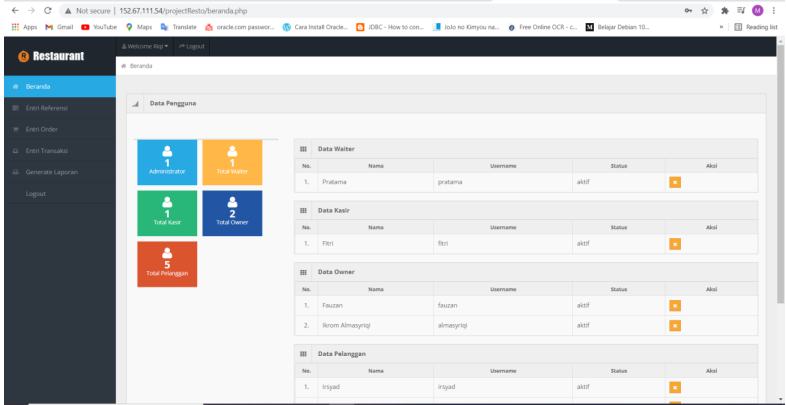 Not secure | 152.67.111.54/projectResto/beranda.php
Apps Gmail YouTube Maps Translate oracle.com passwor... Cara Install Oracle... JDBC - How to con... JoJo no Kimyou na... Free Online OCR - c... Belajar Debian 10... » Reading list
Restaurant
Welcome Riqi Logout
Beranda
Beranda
Entri Referensi
Entri Order
Entri Transaksi
Generate Laporan
Logout
Data Pengguna
1
Administrator
1
Total Waiter
1
Total Kasir
2
Total Owner
5
Total Pelanggan
Data Waiter
No. Nama Username Status Aksi
1. Pratama pratama aktif
Data Kasir
No. Nama Username Status Aksi
1. Fitri fitri aktif
Data Owner
No. Nama Username Status Aksi
1. Fauzan fauzan aktif
2. Ikrom Almasyriqi almasyriqi aktif
Data Pelanggan
No. Nama Username Status Aksi
1. Irsyad irsyad aktif